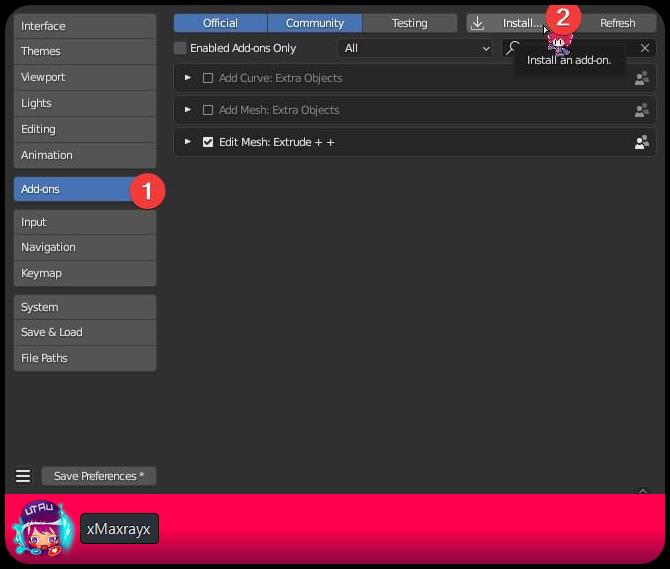 Interface
Themes
Viewport
Lights
Editing
Animation
Add-ons
1
Input
Navigation
Keymap
System
Save & Load
File Paths
Save Preferences *
Official Community Testing Install... 2 Refresh
Enabled Add-ons Only All
Install an add-on.
Add Curve: Extra Objects
Add Mesh: Extra Objects
Edit Mesh: Extrude + +
UTAU
xMaxrayx